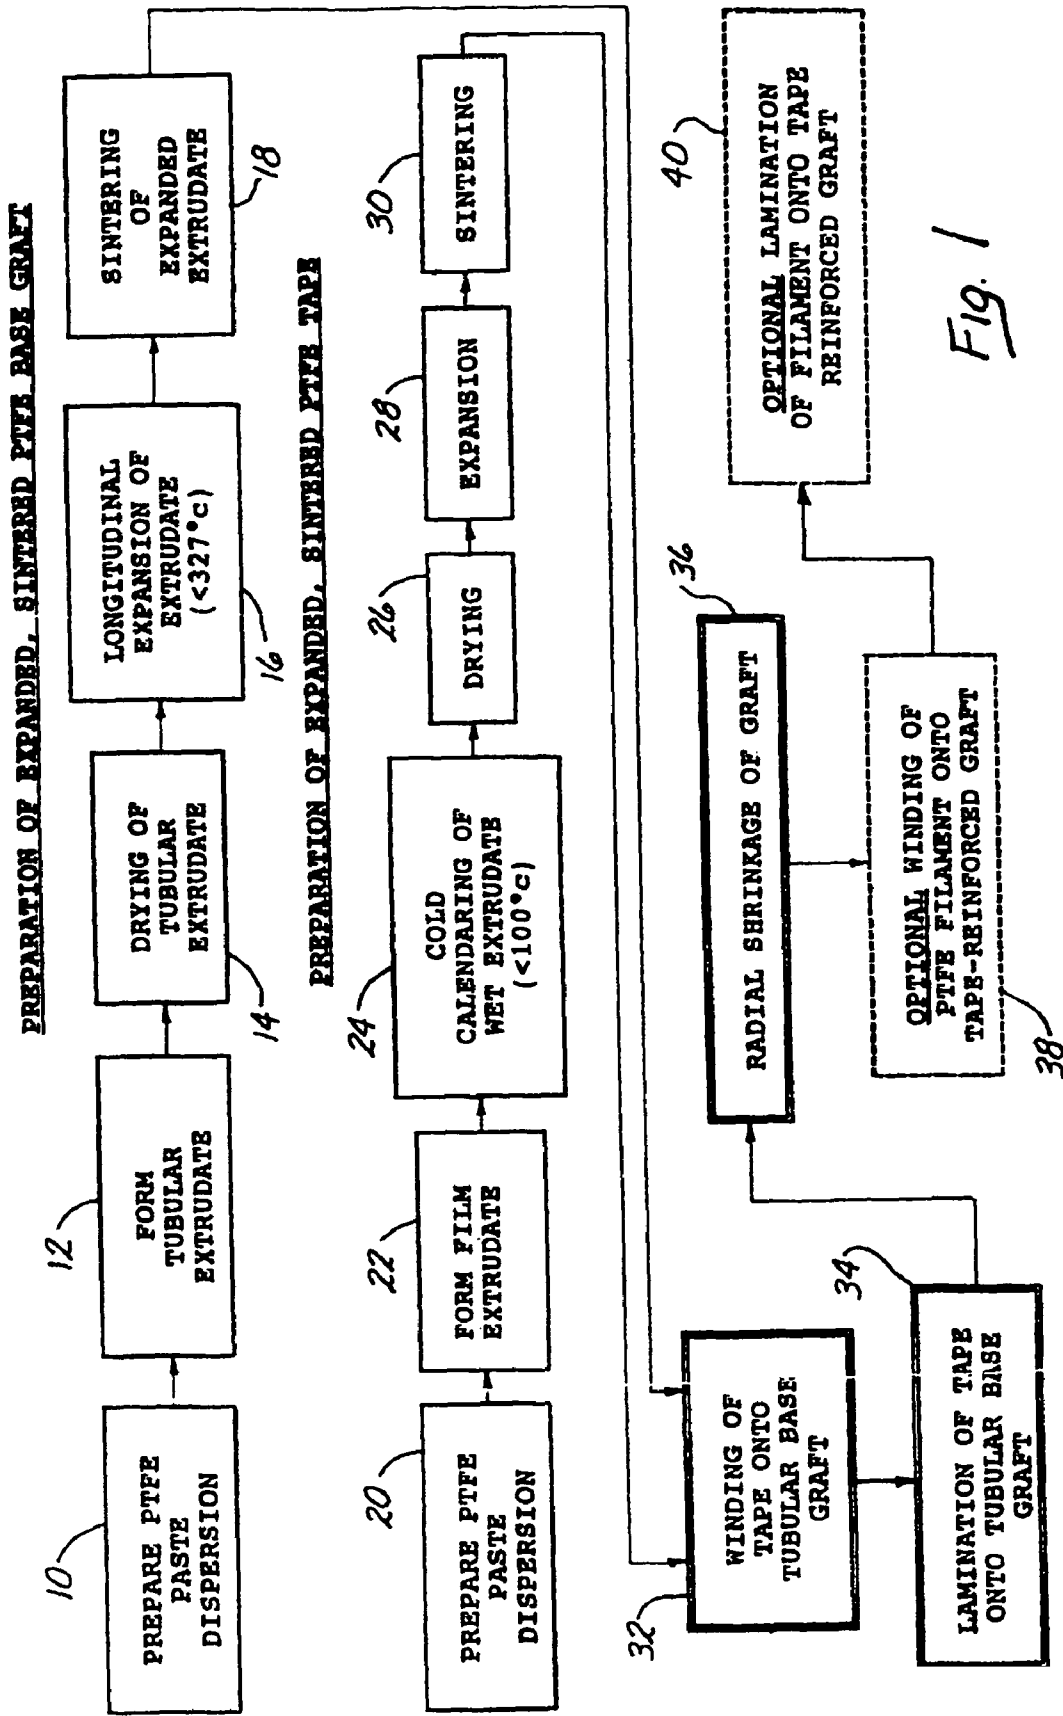 PREPARATION OF EXPANDED, SINTERED PTFE BASE GRAFT
10
PREPARE PTFE
PASTE
DISPERSION
12
FORM
TUBULAR
EXTRUDATE
14
DRYING OF
TUBULAR
EXTRUDATE
16
LONGITUDINAL
EXPANSION OF
EXTRUDATE
(<327°C)
18
SINTERING
OF
EXPANDED
EXTRUDATE
PREPARATION OF EXPANDED, SINTERED PTFE TAPE
20
PREPARE PTFE
PASTE
DISPERSION
22
FORM FILM
EXTRUDATE
24
COLD
CALENDARING OF
WET EXTRUDATE
(<100°C)
26
DRYING
28
EXPANSION
30
SINTERING
32
WINDING OF
TAPE ONTO
TUBULAR BASE
GRAFT
34
LAMINATION OF TAPE
ONTO TUBULAR BASE
GRAFT
36
RADIAL SHRINKAGE OF GRAFT
38
OPTIONAL WINDING OF
PTFE FILAMENT ONTO
TAPE-REINFORCED GRAFT
40
OPTIONAL LAMINATION
OF FILAMENT ONTO TAPE
REINFORCED GRAFT
Fig. 1